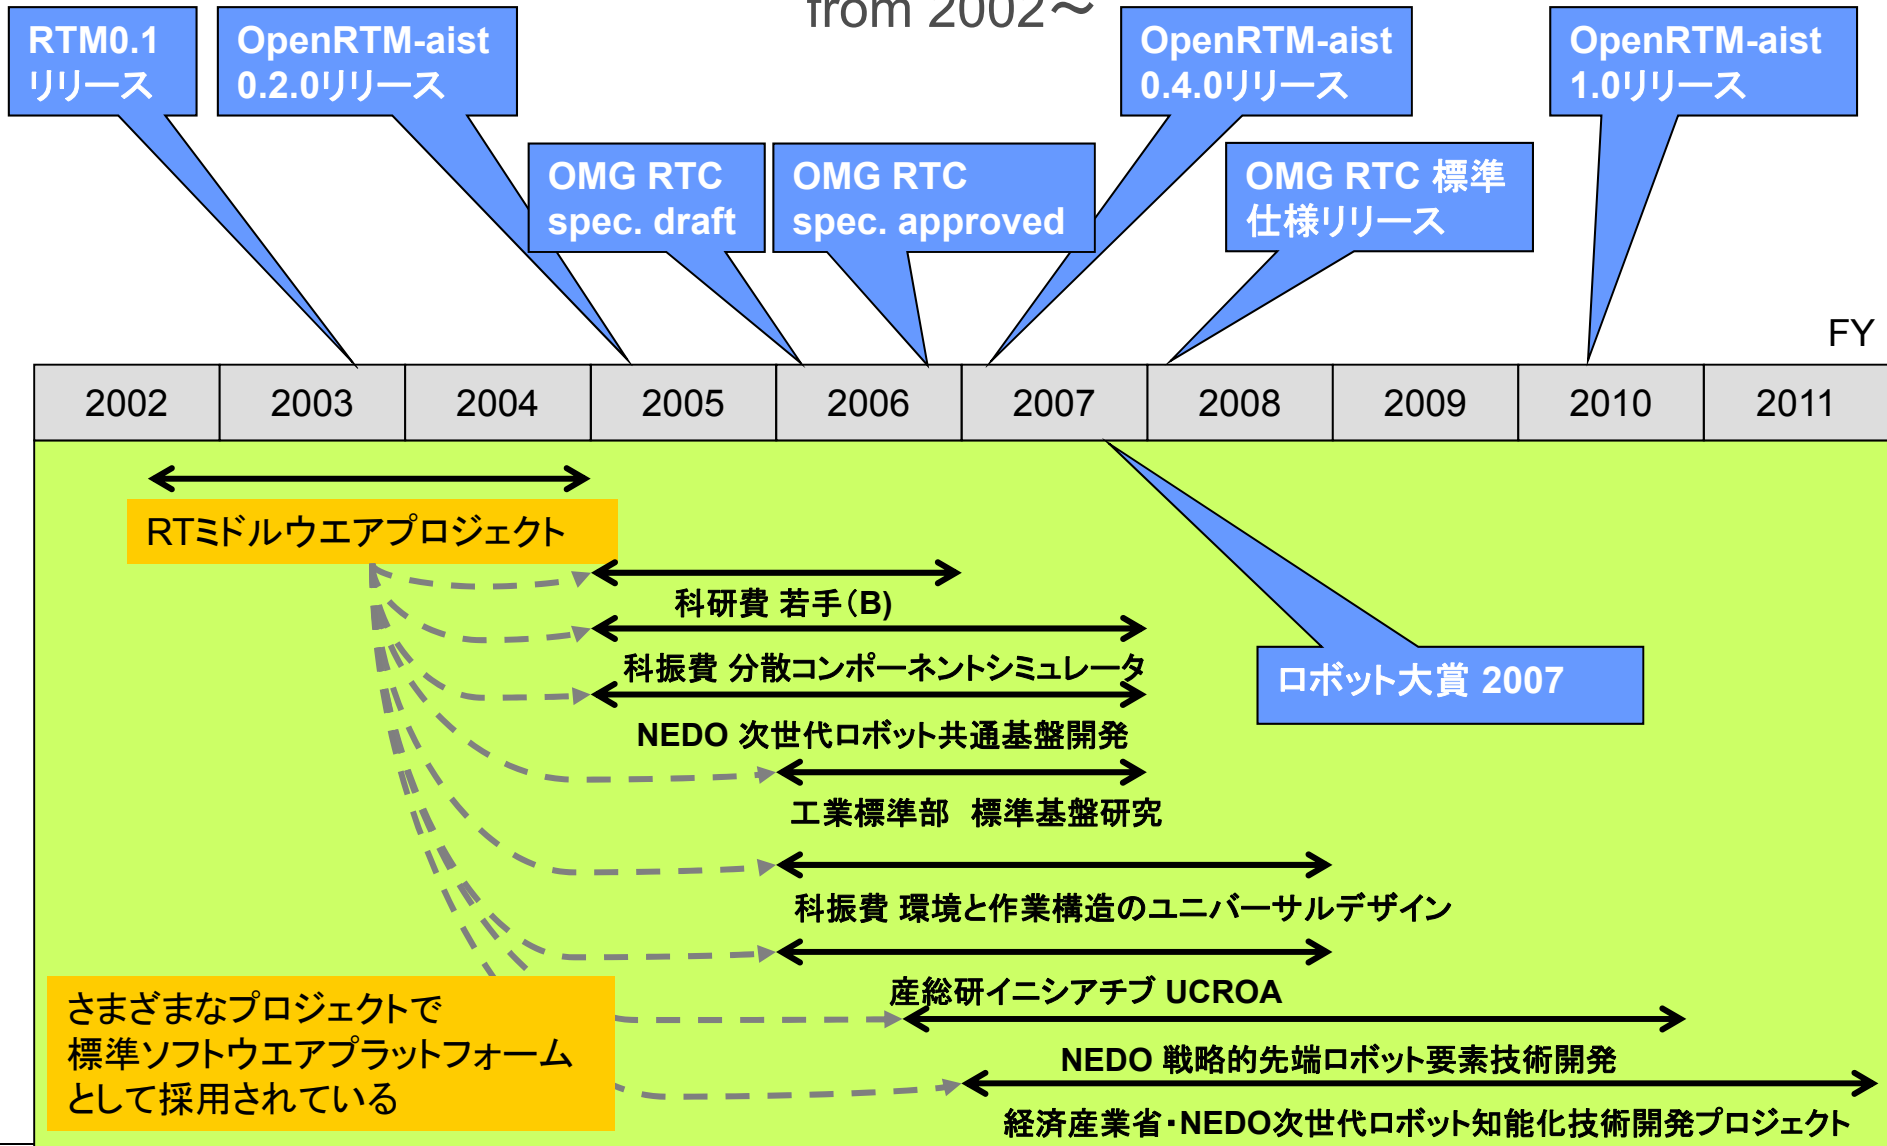 from 2002～
RTM0.1
リリース
OpenRTM-aist
0.2.0リリース
OpenRTM-aist
0.4.0リリース
OpenRTM-aist
1.0リリース
OMG RTC
spec. draft
OMG RTC
spec. approved
OMG RTC 標準
仕様リリース
FY
2002 2003 2004 2005 2006 2007 2008 2009 2010 2011
RTミドルウエアプロジェクト
科研費 若手（B)
科振費 分散コンポーネントシミュレータ
ロボット大賞 2007
NEDO 次世代ロボット共通基盤開発
工業標準部　標準基盤研究
科振費 環境と作業構造のユニバーサルデザイン
産総研イニシアチブ UCROA
さまざまなプロジェクトで
標準ソフトウエアプラットフォーム
として採用されている
NEDO 戦略的先端ロボット要素技術開発
経済産業省・NEDO次世代ロボット知能化技術開発プロジェクト